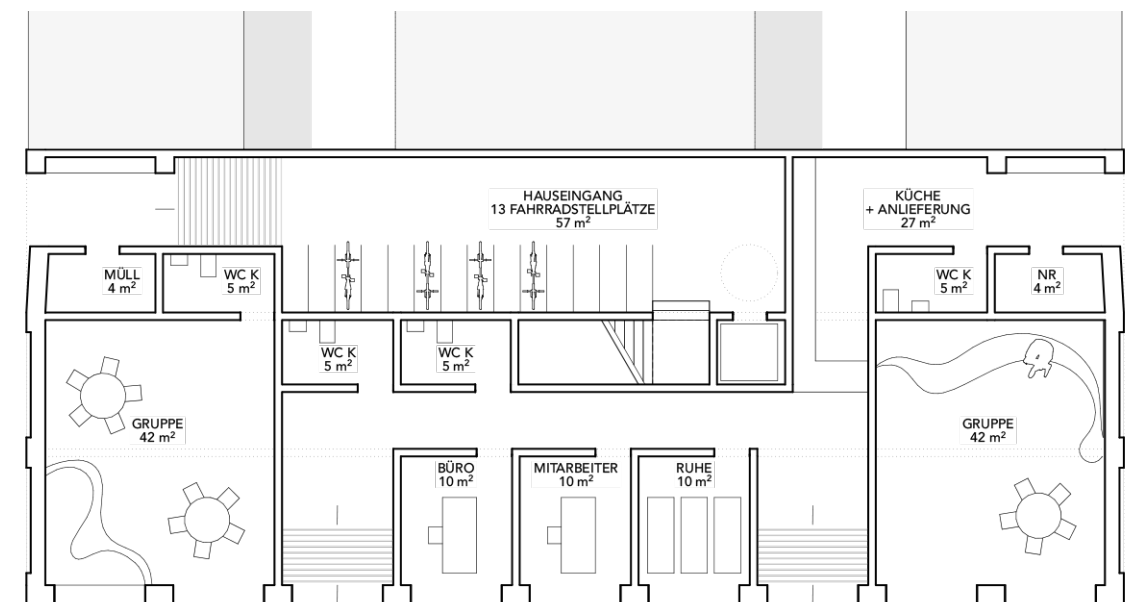 HAUSEINGANG
13 FAHRRADSTELLPLÄTZE
57 m²
KÜCHE
+ ANLIEFERUNG
27 m²
MÜLL
4 m²
WC K
5 m²
WC K
5 m²
NR
4 m²
WC K
5 m²
WC K
5 m²
GRUPPE
42 m²
GRUPPE
42 m²
BÜRO
10 m²
MITARBEITER
10 m²
RUHE
10 m²